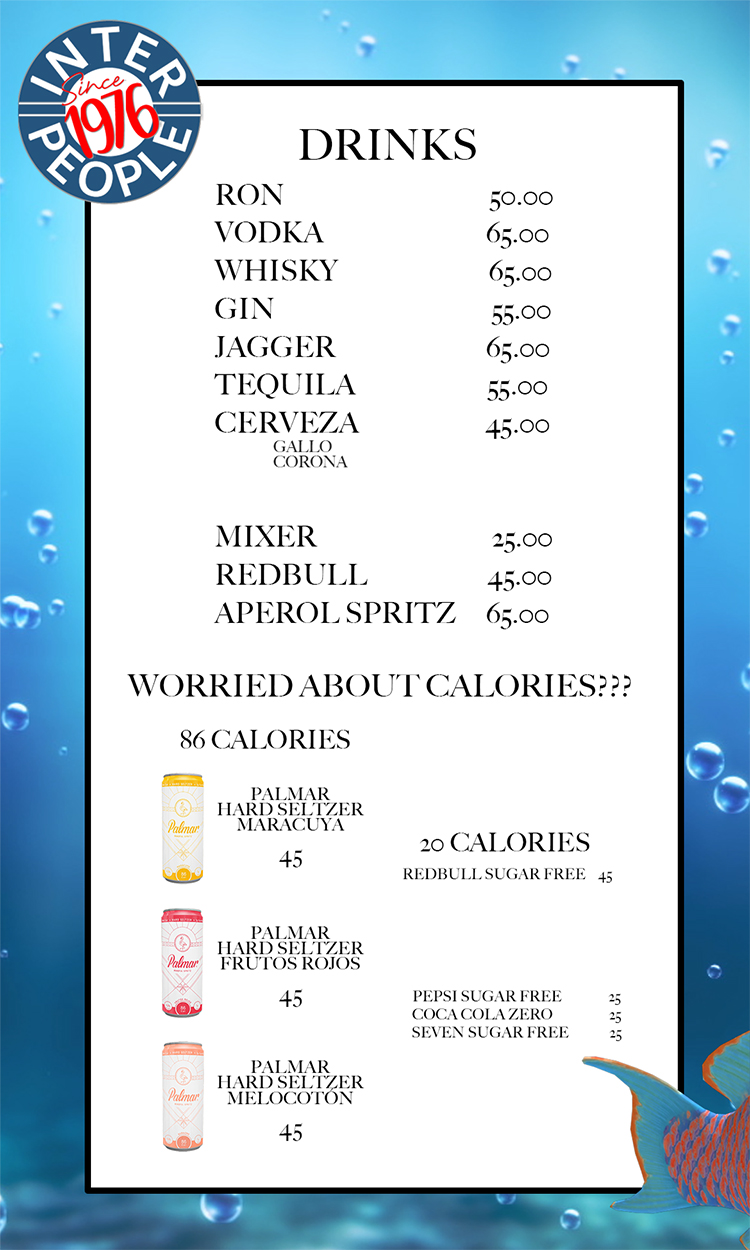 INTER
Since
1976
PEOPLE
DRINKS
RON 50.00
VODKA 65.00
WHISKY 65.00
GIN 55.00
JAGGER 65.00
TEQUILA 55.00
CERVEZA 45.00
GALLO
CORONA
MIXER 25.00
REDBULL 45.00
APEROL SPRITZ 65.00
WORRIED ABOUT CALORIES???
86 CALORIES
Palmar
PALMAR
HARD SELTZER
MARACUYA
45
20 CALORIES
REDBULL SUGAR FREE 45
Palmar
PALMAR
HARD SELTZER
FRUTOS ROJOS
45
PEPSI SUGAR FREE 25
COCA COLA ZERO 25
SEVEN SUGAR FREE 25
Palmar
PALMAR
HARD SELTZER
MELOCOTÓN
45